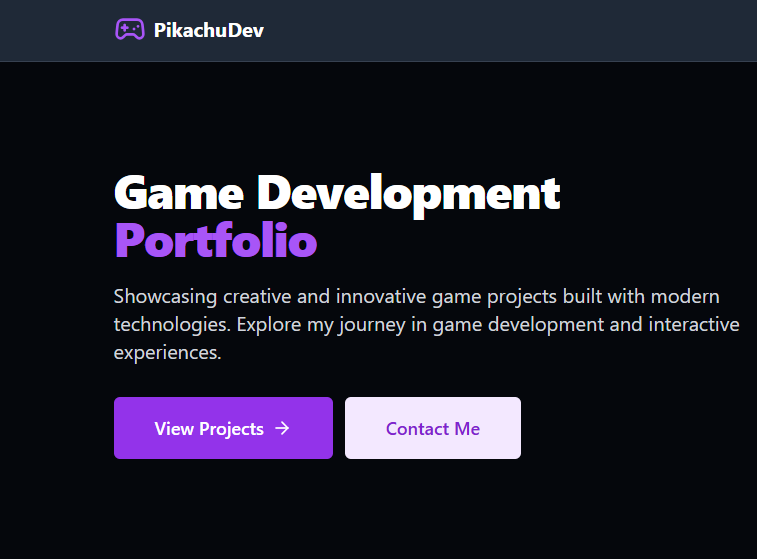 PikachuDev
Game Development
Portfolio
Showcasing creative and innovative game projects built with modern
technologies. Explore my journey in game development and interactive
experiences.
View Projects →
Contact Me